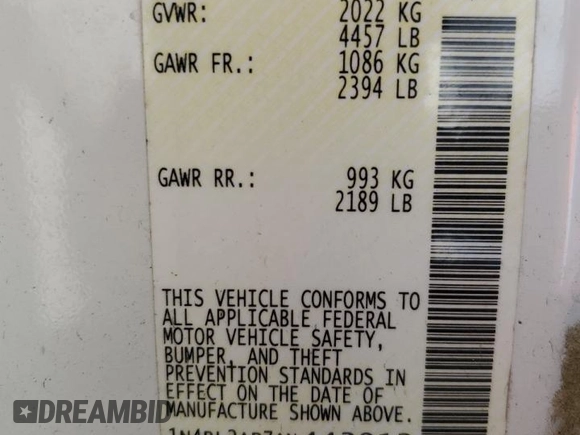 GVWR: 2022 KG
4457 LB
GAWR FR.: 1086 KG
2394 LB
GAWR RR.: 993 KG
2189 LB
THIS VEHICLE CONFORMS TO
ALL APPLICABLE FEDERAL
MOTOR VEHICLE SAFETY,
BUMPER, AND THEFT
PREVENTION STANDARDS IN
EFFECT ON THE DATE OF
MANUFACTURE SHOWN ABOVE.
DREAMBID